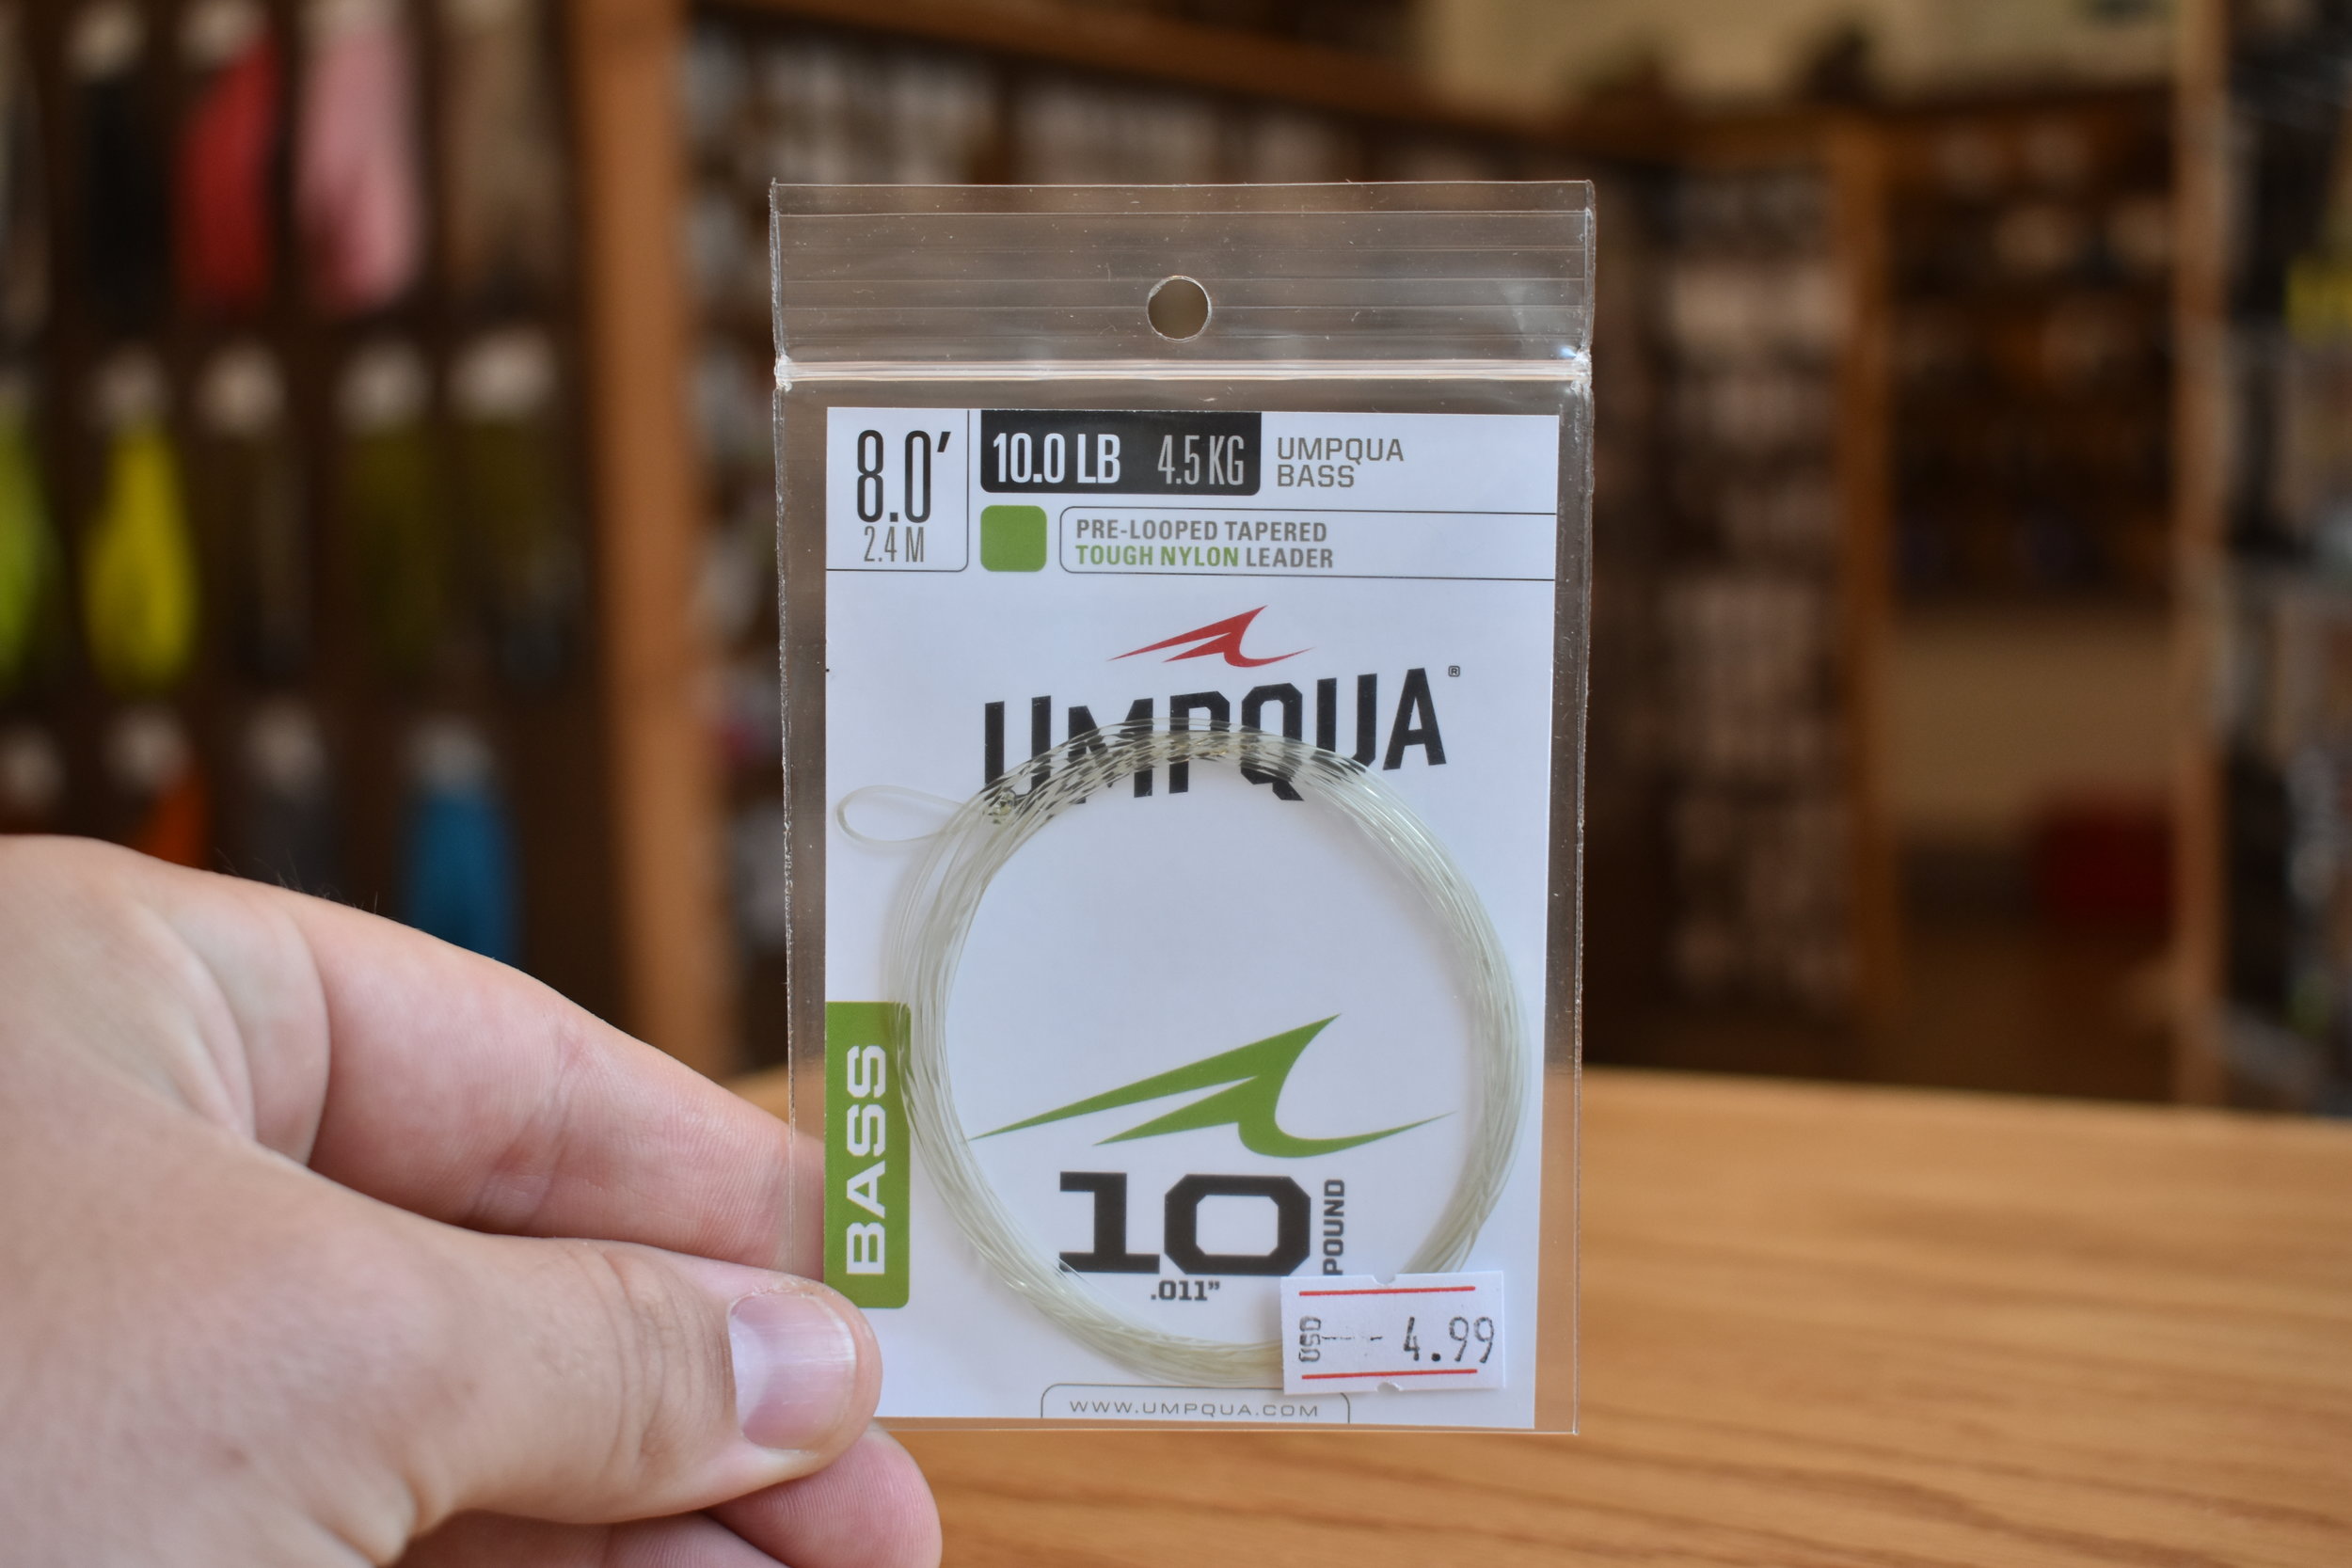 8.0'
2.4 M
10.0 LB 4.5 KG
UMPQUA
BASS
PRE-LOOPED TAPERED
TOUGH NYLON LEADER
UMPQUA®
BASS
10 POUND
.011"
USD -- - 4.99
WWW.UMPQUA.COM